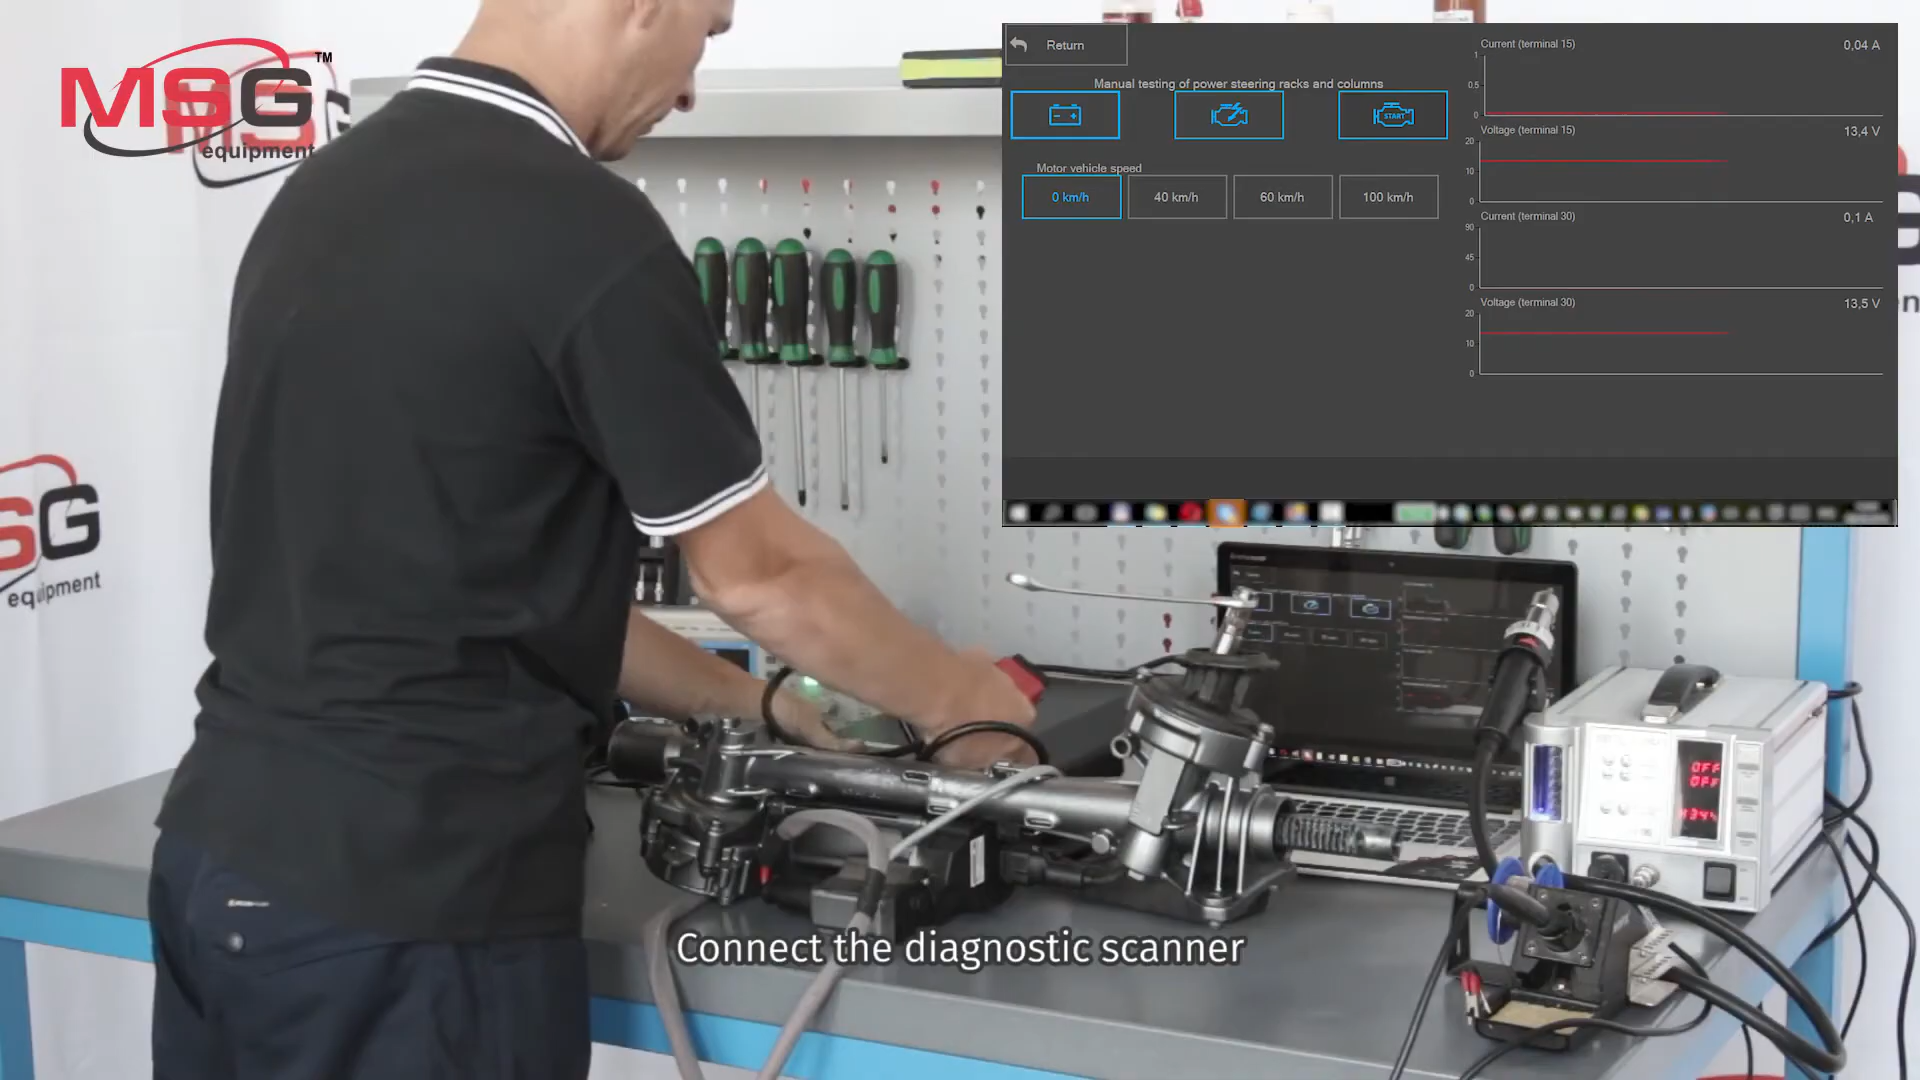 MSG
TM
equipment
SG
equipment
Return
Manual testing of power steering racks and columns
START
Motor vehicle speed
0 km/h
40 km/h
60 km/h
100 km/h
Current (terminal 15)
0,04 A
1
0.5
0
Voltage (terminal 15)
13,4 V
20
10
0
Current (terminal 30)
0,1 A
90
45
0
Voltage (terminal 30)
13,5 V
20
10
0
OFF
OFF
Connect the diagnostic scanner